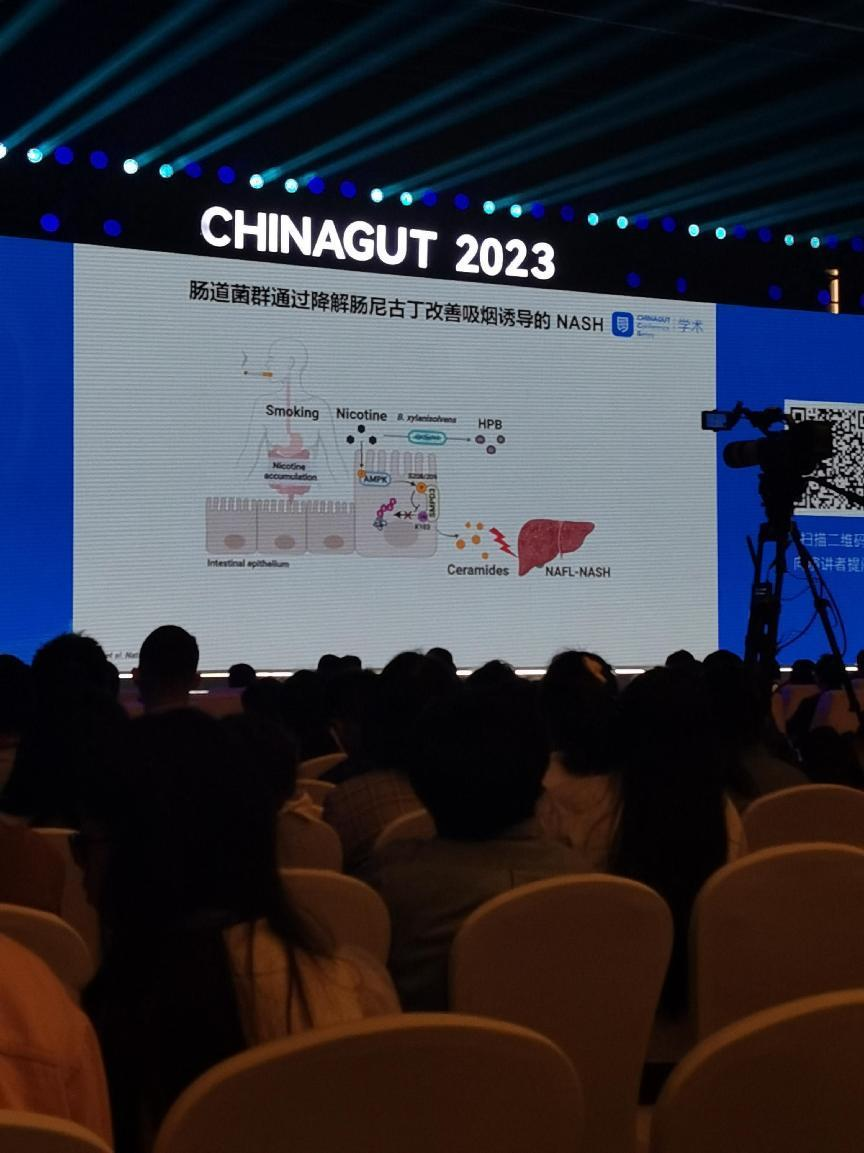 CHINAGUT 2023
肠道菌群通过降解肠尼古丁改善吸烟诱导的 NASH
CHINAGUT
Conference
学术
Smoking
Nicotine
B. xylanisolvens
HPB
Nicotine
accumulation
AMPK
Intestinal epithelium
Ceramides
NAFL-NASH
扫描二维码